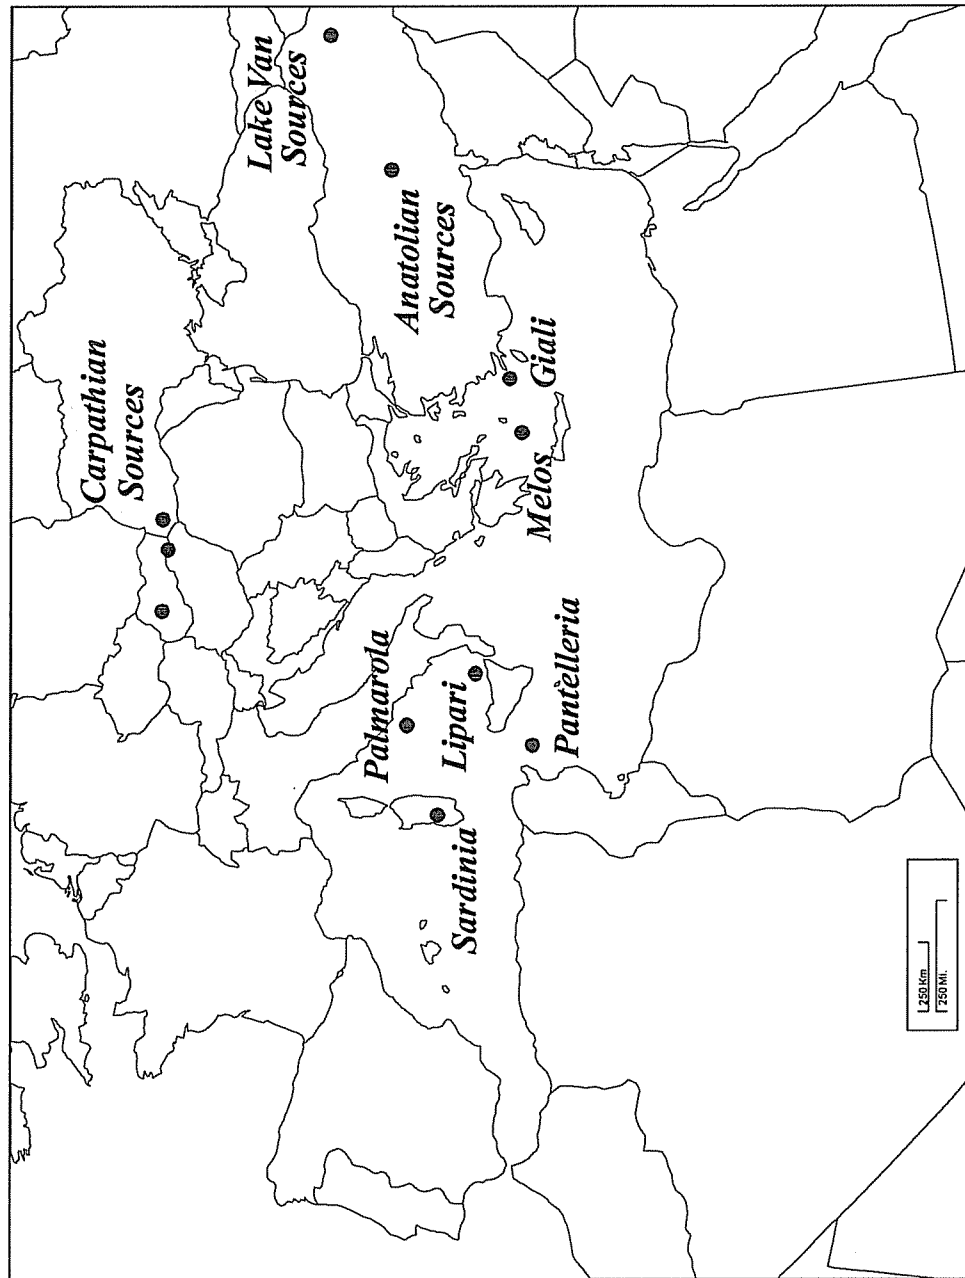 Carpathian
Sources
Lake Van
Sources
Anatolian
Sources
Palmarola
Lipari
Sardinia
Pantelleria
Melos
Giali
250 Km
250 Mi.